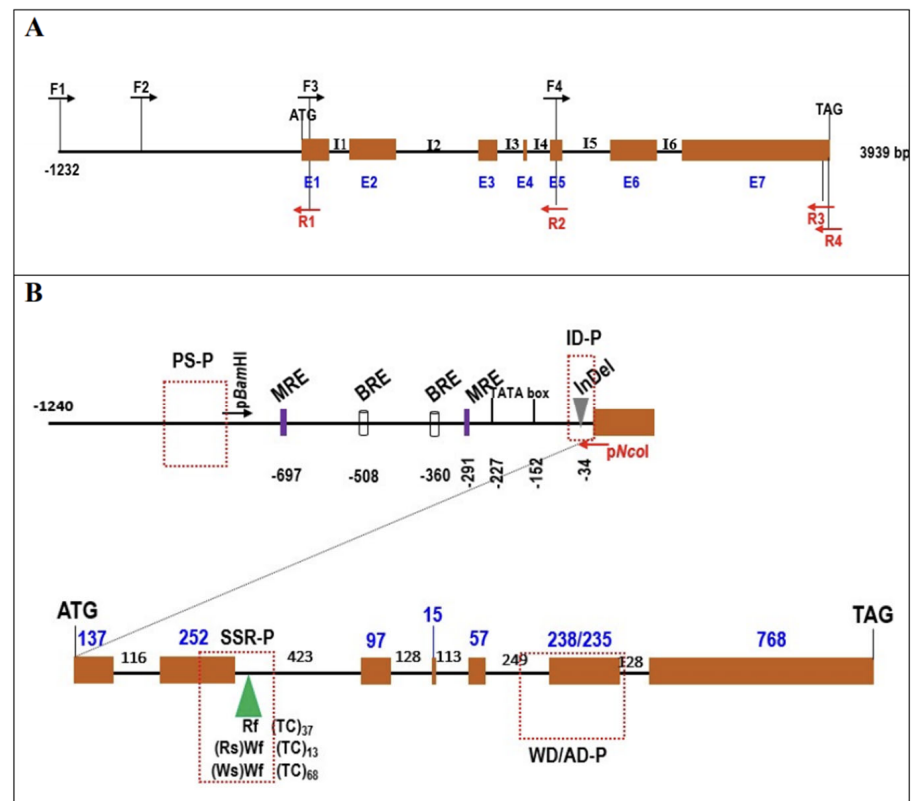 A
F1 F2 F3 F4
ATG TAG
I1 I2 I3 I4 I5 I6
-1232 3939 bp
E1 E2 E3 E4 E5 E6 E7
R1 R2 R3
R4
B
PS-P ID-P
pBamHI MRE BRE BRE MRE TATA box InDel
-1240
pNcoI
-697 -508 -360 -291 -227 -152 -34
ATG 15 TAG
137 252 SSR-P 97 57 238/235 768
116 423 128 113 249 128
Rf (TC)37
(Rs)Wf (TC)13
(Ws)Wf (TC)68
WD/AD-P